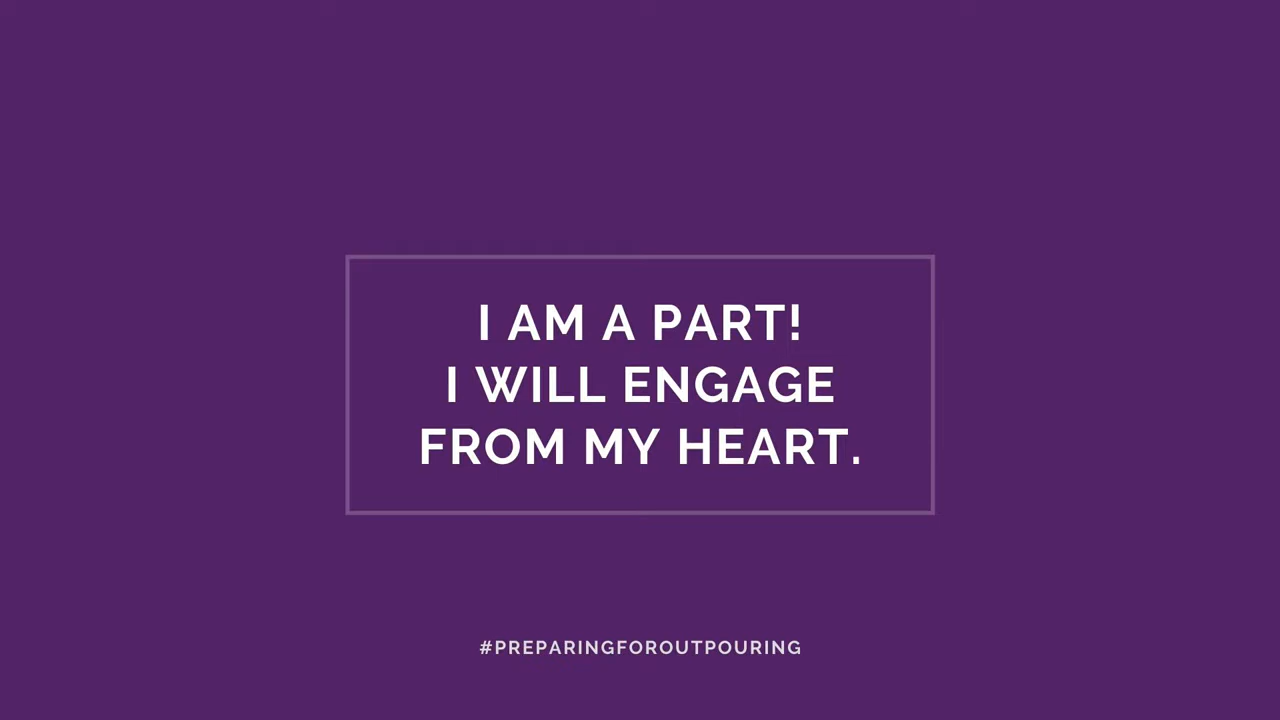 I AM A PART!
I WILL ENGAGE
FROM MY HEART.
#PREPARINGFOROUTPOURING